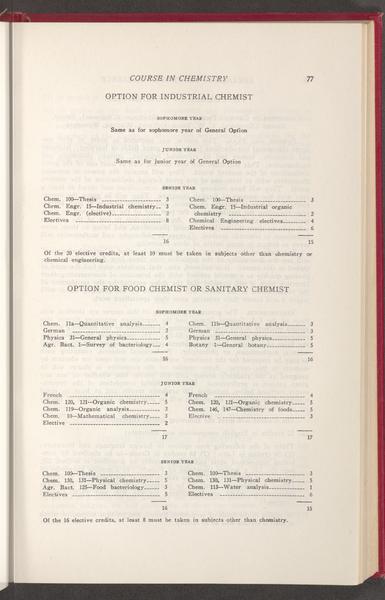 COURSE IN CHEMISTRY 77
OPTION FOR INDUSTRIAL CHEMIST
SOPHOMORE YEAR
Same as for sophomore year of General Option
JUNIOR YEAR
Same as for junior year of General Option
SENIOR YEAR
Chem. 100—Thesis 3
Chem. Engr. 15—Industrial chemistry 3
Chem. Engr. (elective) 2
Electives 8
16
Chem. 100—Thesis 3
Chem. Engr. 15—Industrial organic
chemistry 2
Chemical Engineering electives 4
Electives 6
15
Of the 20 elective credits, at least 10 must be taken in subjects other than chemistry or
chemical engineering.
OPTION FOR FOOD CHEMIST OR SANITARY CHEMIST
SOPHOMORE YEAR
Chem. 11a—Quantitative analysis 4
German 3
Physics 31—General physics 5
Agr. Bact. 1—Survey of bacteriology 4
16
Chem. 11b—Quantitative analysis 3
German 3
Physics 31—General physics 5
Botany 1—General botany 5
16
JUNIOR YEAR
French 4
Chem. 120, 121—Organic chemistry 5
Chem. 119—Organic analysis 3
Chem. 10—Mathematical chemistry 3
Elective 2
17
French 4
Chem. 120, 121—Organic chemistry 5
Chem. 146, 147—Chemistry of foods 5
Elective 3
17
SENIOR YEAR
Chem. 100—Thesis 3
Chem. 130, 131—Physical chemistry 5
Agr. Bact. 125—Food bacteriology 3
Electives 5
16
Chem. 100—Thesis 3
Chem. 130, 131—Physical chemistry 5
Chem. 113—Water analysis 1
Electives 6
15
Of the 16 elective credits, at least 8 must be taken in subjects other than chemistry.